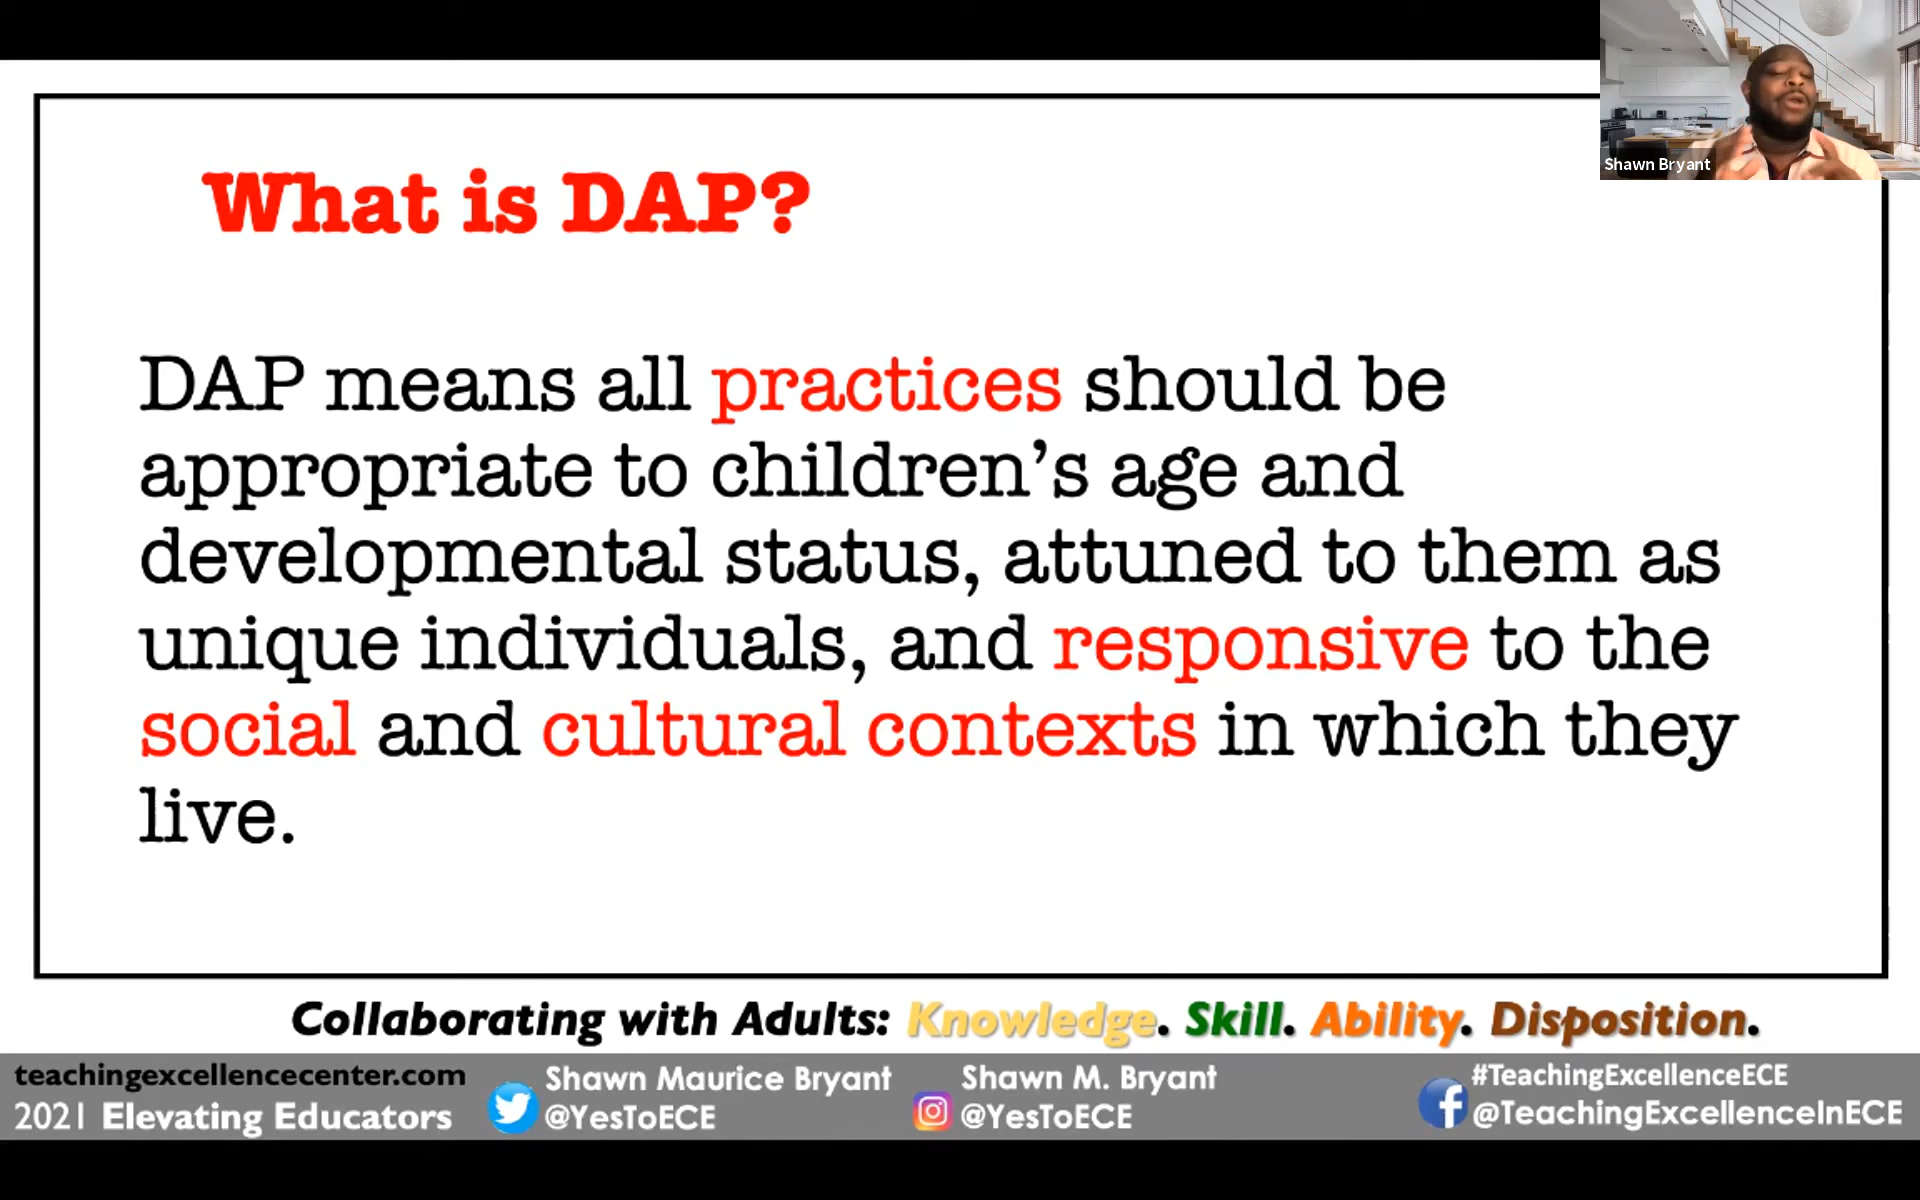 Shawn Bryant
What is DAP?
DAP means all practices should be
appropriate to children’s age and
developmental status, attuned to them as
unique individuals, and responsive to the
social and cultural contexts in which they
live.
Collaborating with Adults: Knowledge. Skill. Ability. Disposition.
teachingexcellencecenter.com
2021 Elevating Educators
Shawn Maurice Bryant
@YesToECE
Shawn M. Bryant
@YesToECE
#TeachingExcellenceECE
@TeachingExcellenceInECE